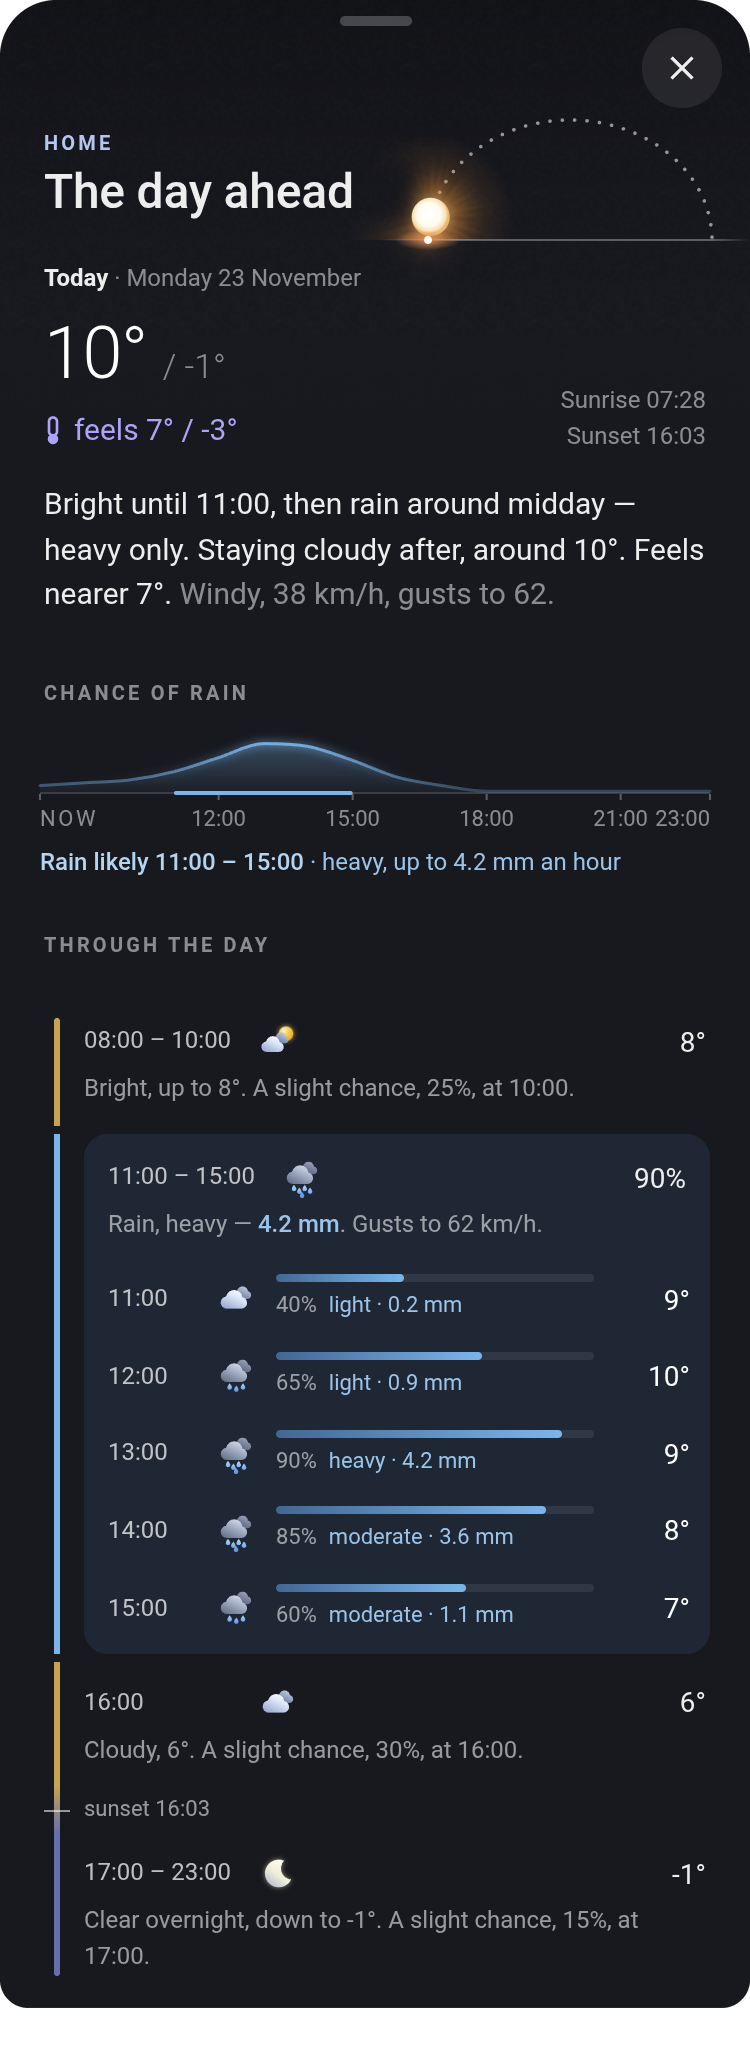 HOME
The day ahead
Today · Monday 23 November
10° / -1°
feels 7° / -3°
Sunrise 07:28
Sunset 16:03
Bright until 11:00, then rain around midday —
heavy only. Staying cloudy after, around 10°. Feels
nearer 7°. Windy, 38 km/h, gusts to 62.
CHANCE OF RAIN
NOW 12:00 15:00 18:00 21:00 23:00
Rain likely 11:00 – 15:00 · heavy, up to 4.2 mm an hour
THROUGH THE DAY
08:00 – 10:00 8°
Bright, up to 8°. A slight chance, 25%, at 10:00.
11:00 – 15:00 90%
Rain, heavy — 4.2 mm. Gusts to 62 km/h.
11:00 40% light · 0.2 mm 9°
12:00 65% light · 0.9 mm 10°
13:00 90% heavy · 4.2 mm 9°
14:00 85% moderate · 3.6 mm 8°
15:00 60% moderate · 1.1 mm 7°
16:00 6°
Cloudy, 6°. A slight chance, 30%, at 16:00.
sunset 16:03
17:00 – 23:00 -1°
Clear overnight, down to -1°. A slight chance, 15%, at
17:00.